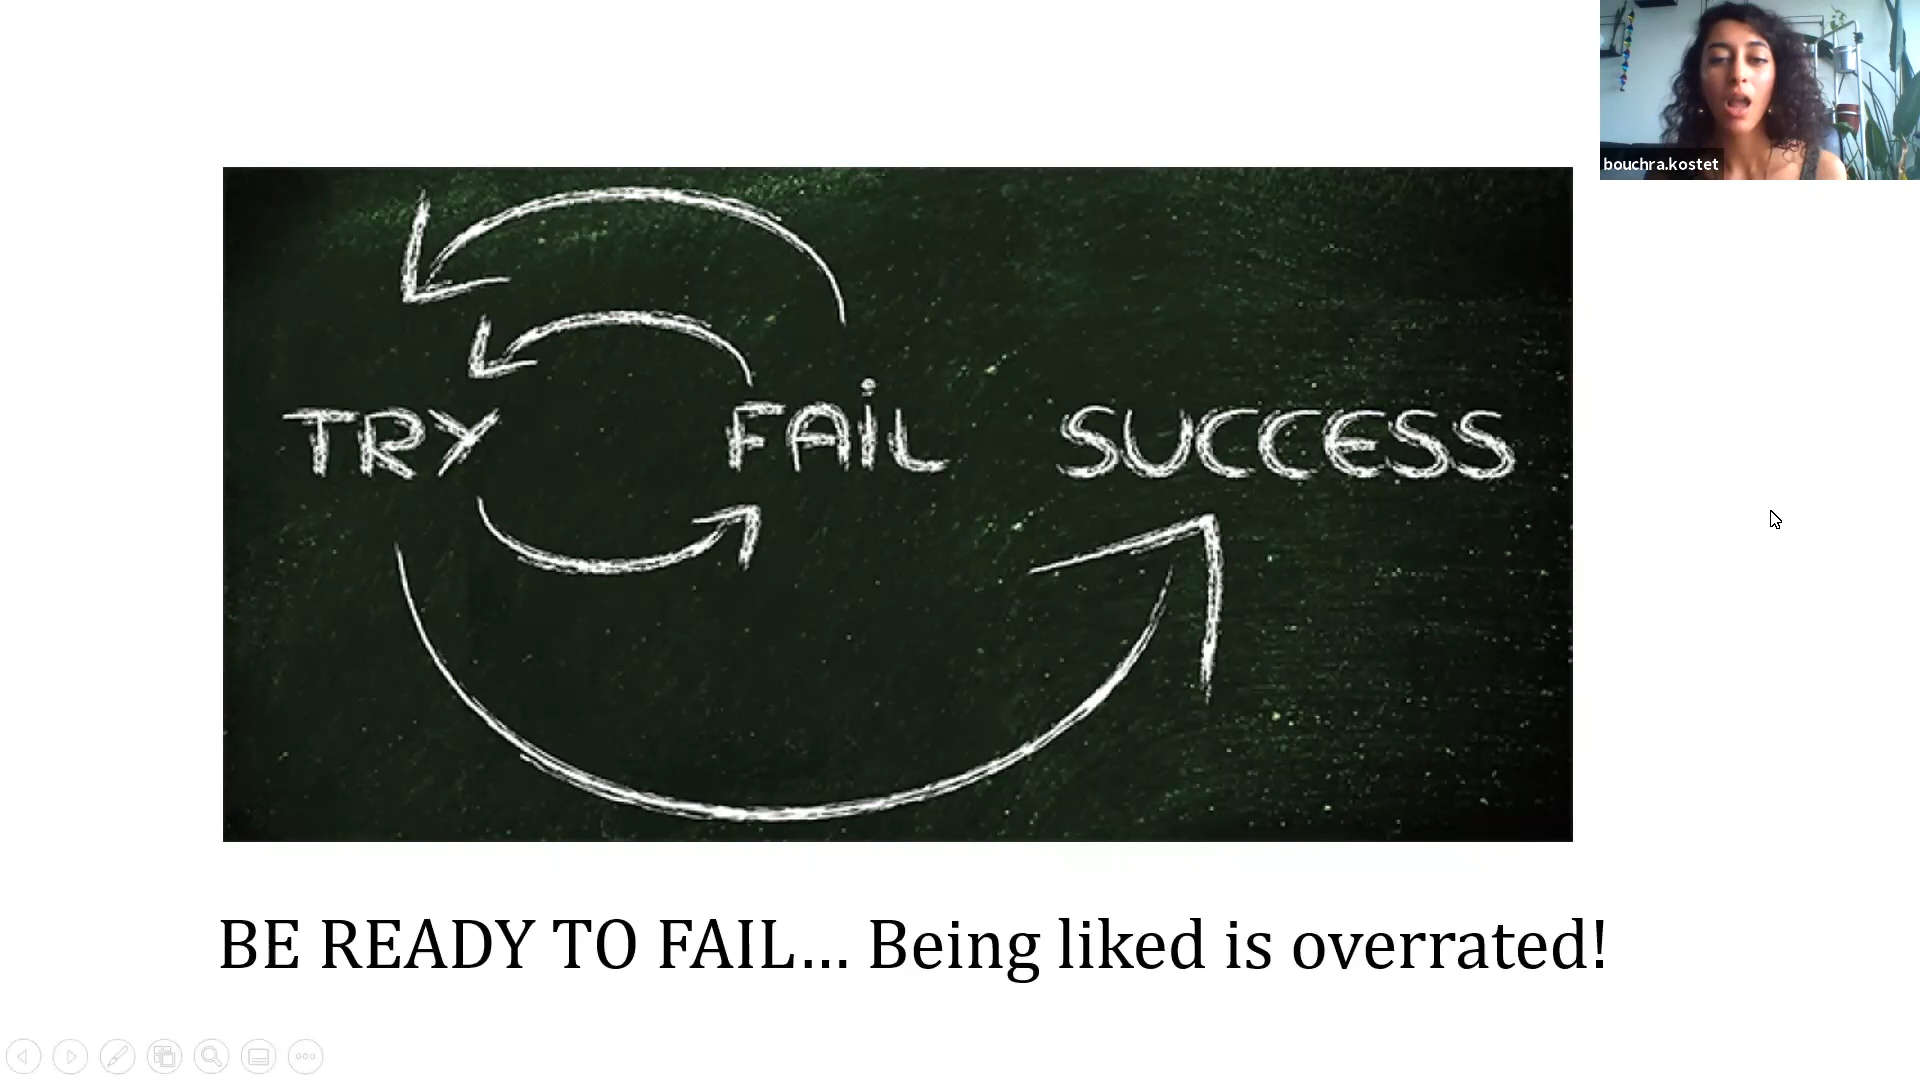 bouchra.kostet
TRY FAiL SUCCESS
BE READY TO FAIL... Being liked is overrated!